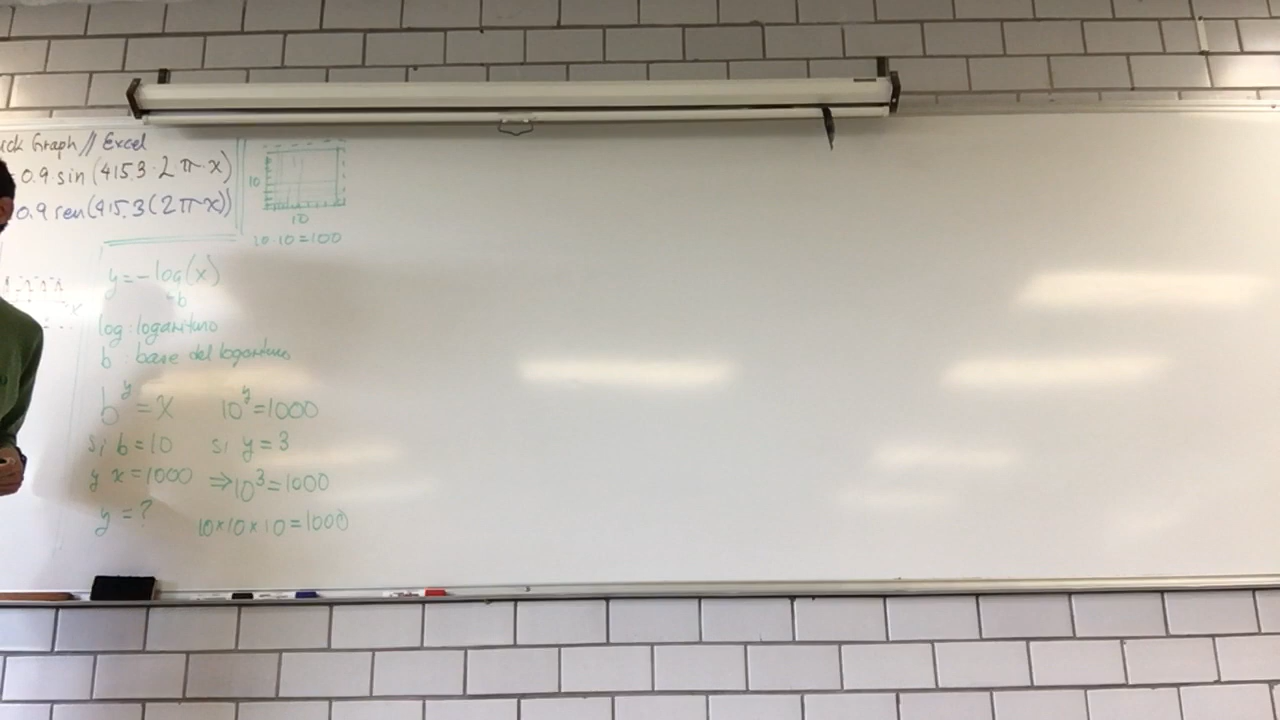 Graph // Excel
0.9 sin (415.3 · 2 π · x)
0.9 sen (415.3 (2π·x))
10
10
10·10=100
y = -log(x)
b
log: logaritmo
b : base del logaritmo
b^y = x
si b = 10
y x = 1000
y = ?
10^y = 1000
si y = 3
⇒ 10^3 = 1000
10×10×10 = 1000